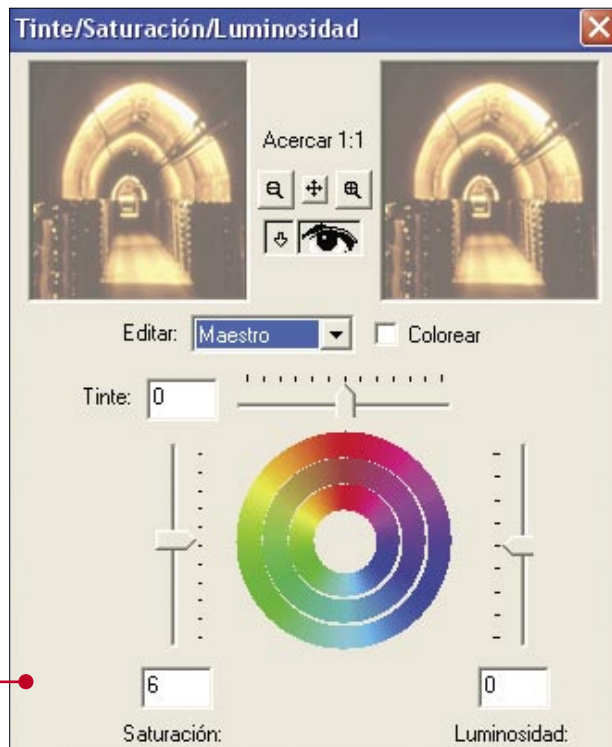 Tinte/Saturación/Luminosidad
Acercar 1:1
Editar: Maestro Colorear
Tinte: 0
6 0
Saturación: Luminosidad: